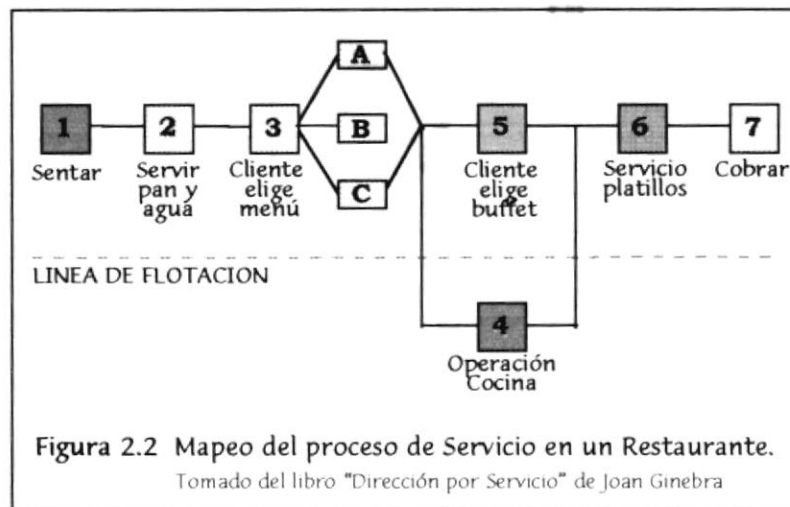 A
1
2
3
B
5
6
7
Sentar
Servir
pan y
agua
Cliente
elige
menú
C
Cliente
elige
buffet
Servicio
platillos
Cobrar
LINEA DE FLOTACION
4
Operación
Cocina
Figura 2.2 Mapeo del proceso de Servicio en un Restaurante.
Tomado del libro "Dirección por Servicio" de Joan Ginebra